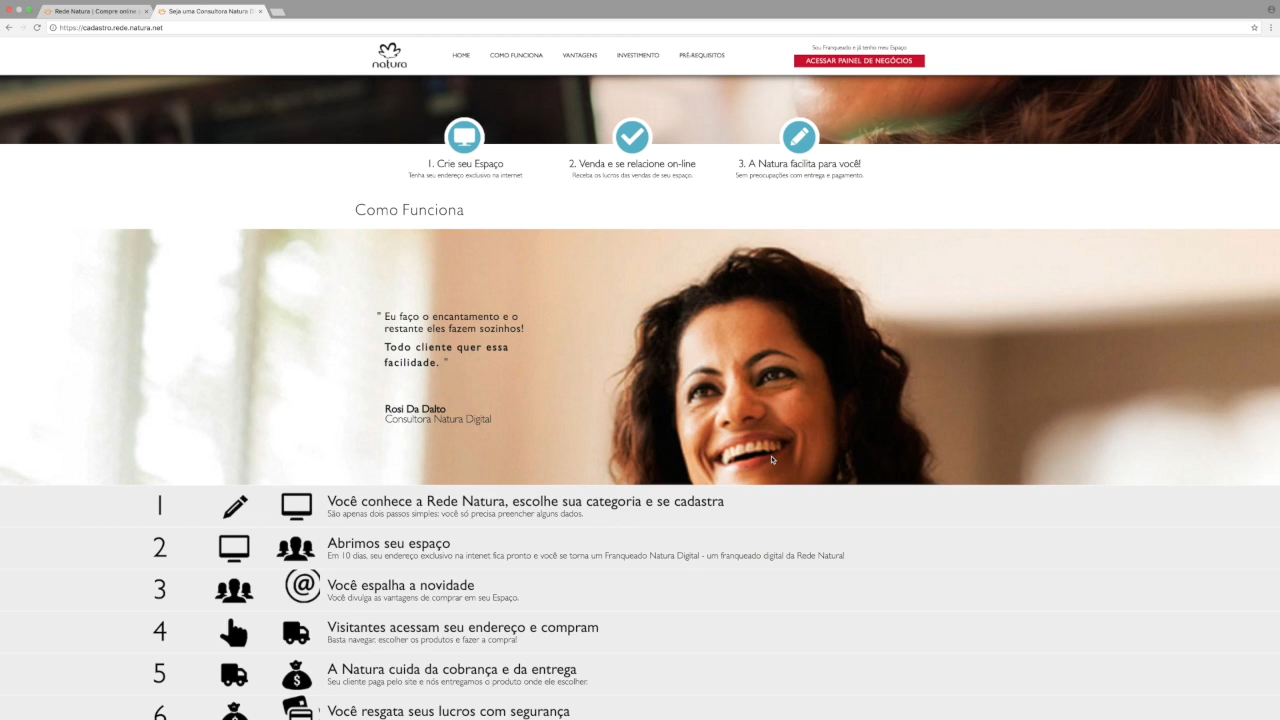 Rede Natura | Compre online
Seja uma Consultora Natura D
https://cadastro.rede.natura.net
natura
HOME
COMO FUNCIONA
VANTAGENS
INVESTIMENTO
PRÉ-REQUISITOS
Sou Franqueado e já tenho meu Espaço
ACESSAR PAINEL DE NEGÓCIOS
1. Crie seu Espaço
Tenha seu endereço exclusivo na internet
2. Venda e se relacione on-line
Receba os lucros das vendas de seu espaço.
3. A Natura facilita para você!
Sem preocupações com entrega e pagamento.
Como Funciona
" Eu faço o encantamento e o
restante eles fazem sozinhos!
Todo cliente quer essa
facilidade. "
Rosi Da Dalto
Consultora Natura Digital
1
Você conhece a Rede Natura, escolhe sua categoria e se cadastra
São apenas dois passos simples: você só precisa preencher alguns dados.
2
Abrimos seu espaço
Em 10 dias, seu endereço exclusivo na intenet fica pronto e você se torna um Franqueado Natura Digital - um franqueado digital da Rede Natural
3
@
Você espalha a novidade
Você divulga as vantagens de comprar em seu Espaço.
4
Visitantes acessam seu endereço e compram
Basta navegar, escolher os produtos e fazer a compra!
5
$
A Natura cuida da cobrança e da entrega
Seu cliente paga pelo site e nós entregamos o produto onde ele escolher.
6
Você resgata seus lucros com segurança